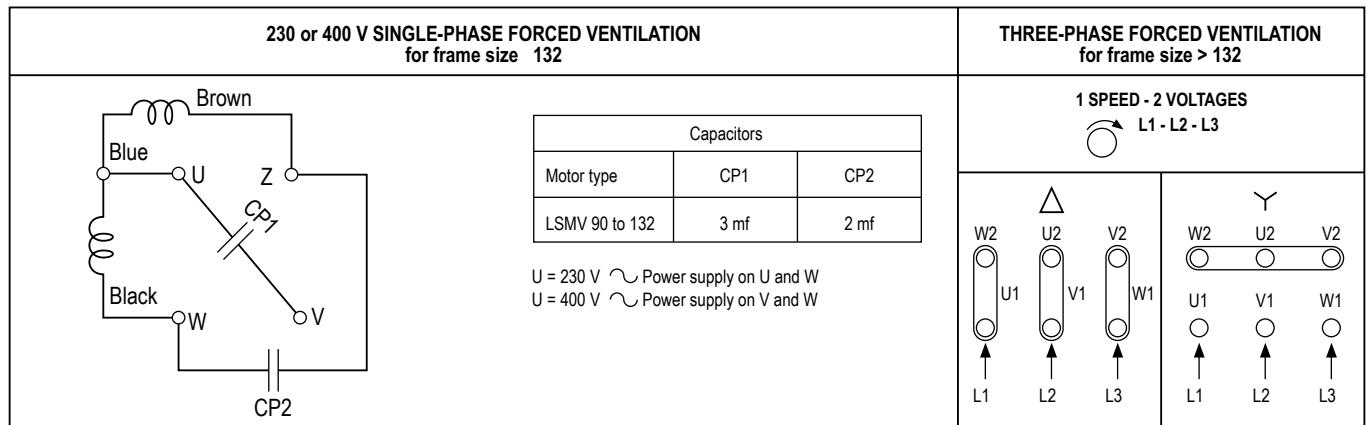 230 or 400 V SINGLE-PHASE FORCED VENTILATION
for frame size 132
Brown
Blue
U
Z
CP1
Black
W
V
CP2
Capacitors
Motor type CP1 CP2
LSMV 90 to 132 3 mf 2 mf
U = 230 V Power supply on U and W
U = 400 V Power supply on V and W
THREE-PHASE FORCED VENTILATION
for frame size > 132
1 SPEED - 2 VOLTAGES
L1 - L2 - L3
W2 U2 V2
U1 V1 W1
L1 L2 L3
W2 U2 V2
U1 V1 W1
L1 L2 L3